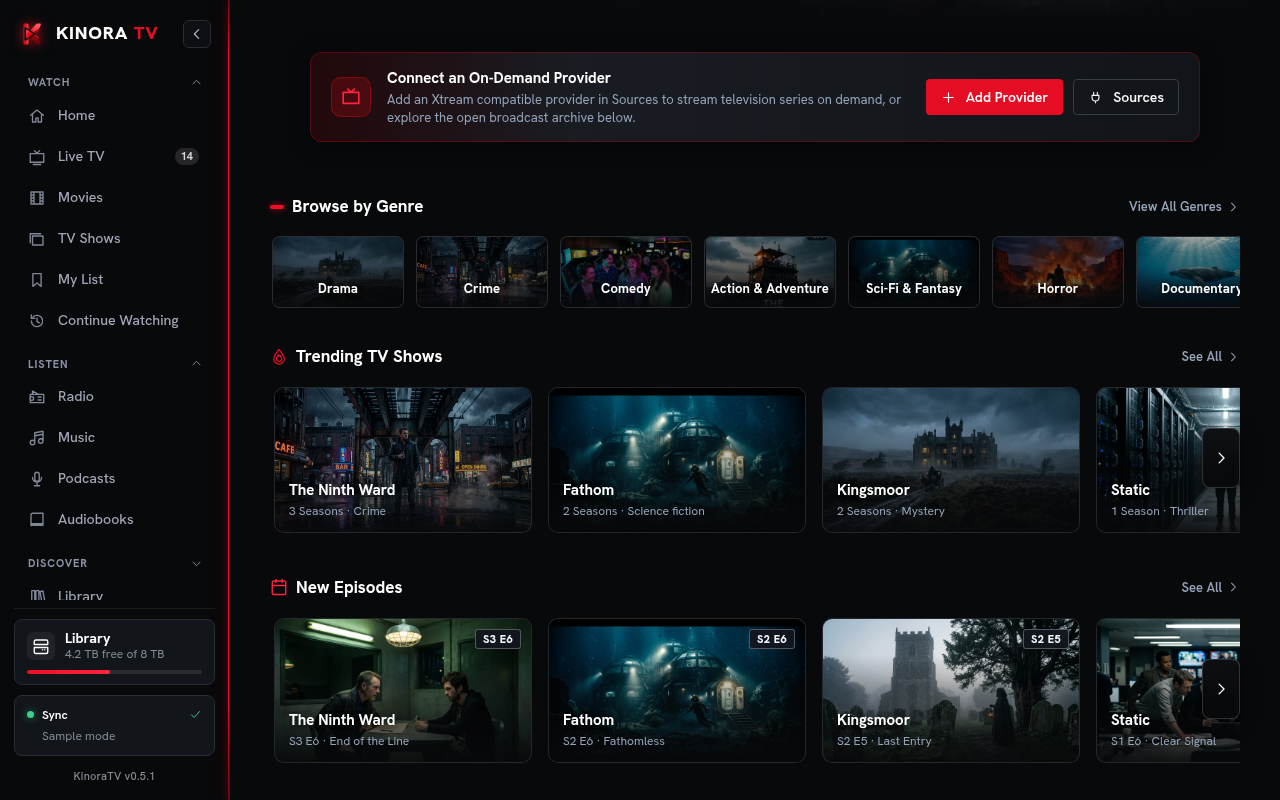 KINORA TV
WATCH
Home
Live TV
14
Movies
TV Shows
My List
Continue Watching
LISTEN
Radio
Music
Podcasts
Audiobooks
DISCOVER
Library
Library
4.2 TB free of 8 TB
Sync
Sample mode
KinoraTV v0.5.1
Connect an On-Demand Provider
Add an Xtream compatible provider in Sources to stream television series on demand, or
explore the open broadcast archive below.
Add Provider
Sources
Browse by Genre
View All Genres
Drama
Crime
Comedy
Action & Adventure
THE
Sci-Fi & Fantasy
Horror
Documentary
Trending TV Shows
See All
CAFE
BAR
OPEN
The Ninth Ward
3 Seasons · Crime
Fathom
2 Seasons · Science fiction
Kingsmoor
2 Seasons · Mystery
Static
1 Season · Thriller
New Episodes
See All
S3 E6
The Ninth Ward
S3 E6 · End of the Line
S2 E6
Fathom
S2 E6 · Fathomless
S2 E5
Kingsmoor
S2 E5 · Last Entry
Static
S1 E6 · Clear Signal